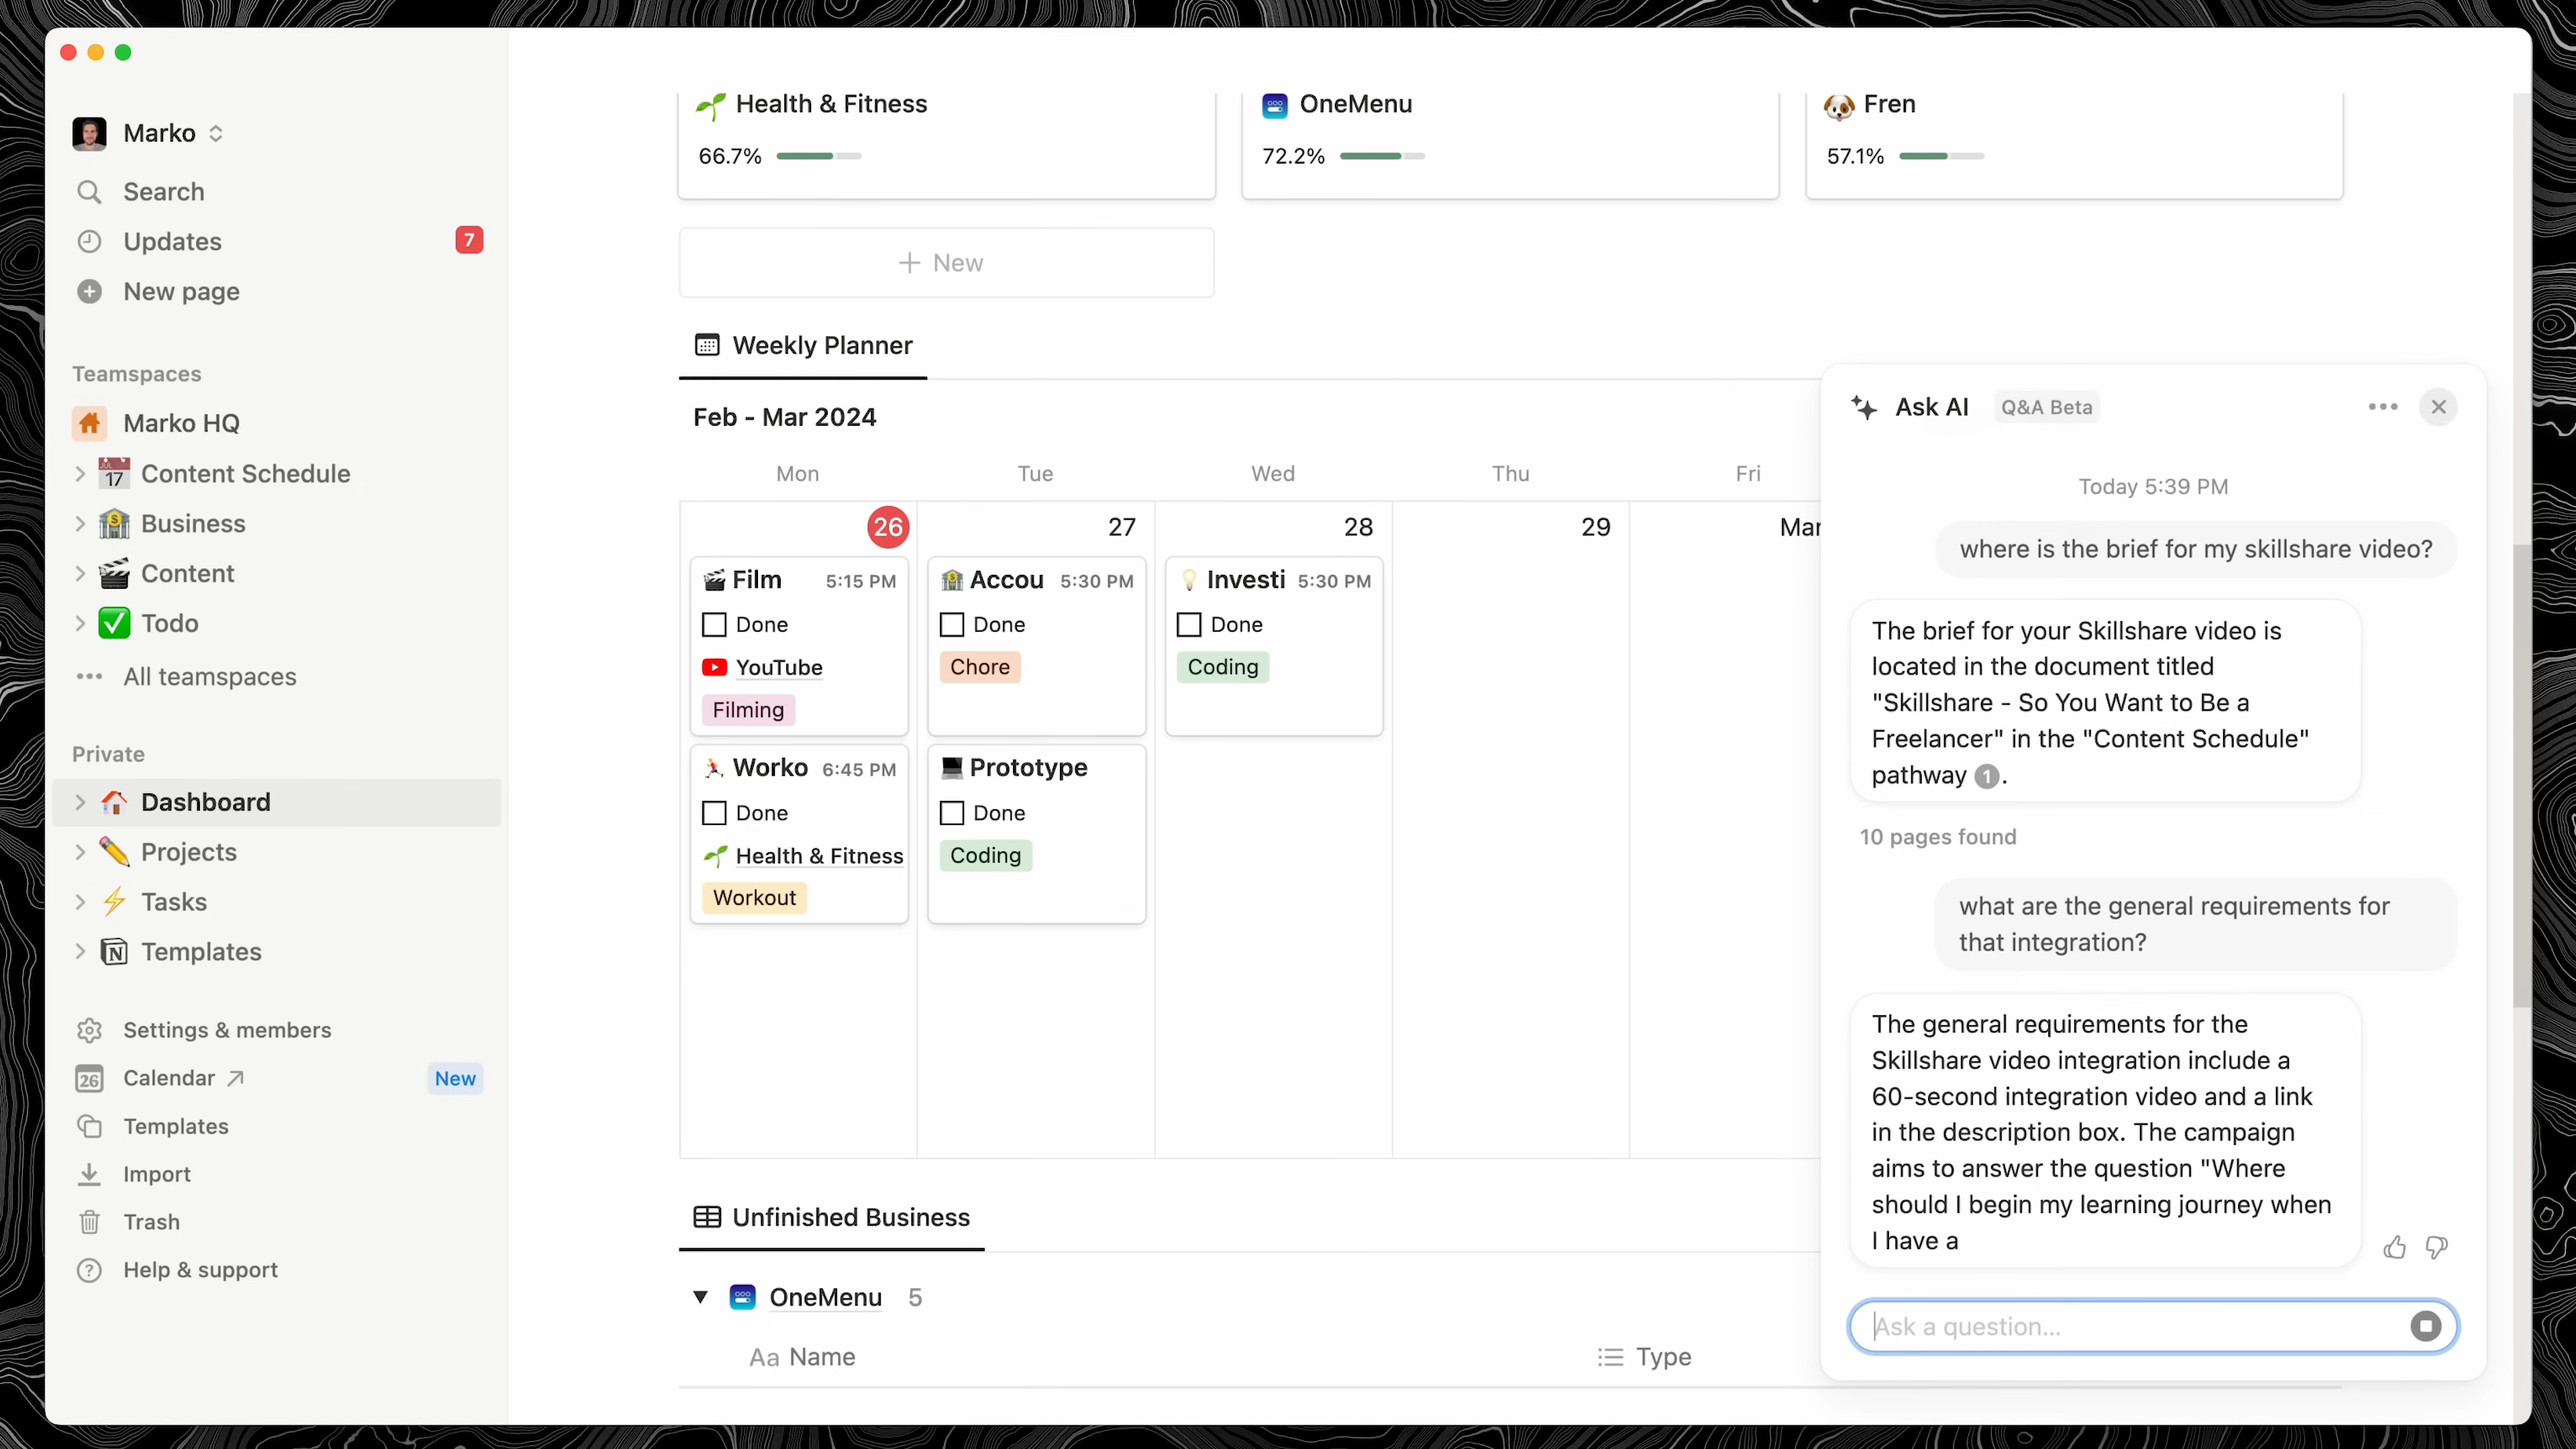 Marko
Search
Updates 7
New page
Teamspaces
Marko HQ
JUL 17 Content Schedule
Business
Content
Todo
All teamspaces
Private
Dashboard
Projects
Tasks
Templates
Settings & members
26 Calendar New
Templates
Import
Trash
Help & support
Health & Fitness
66.7%
OneMenu
72.2%
Fren
57.1%
New
Weekly Planner
Feb - Mar 2024
Mon Tue Wed Thu Fri
26 27 28 29 Mar
Film 5:15 PM
Done
YouTube
Filming
Worko 6:45 PM
Done
Health & Fitness
Workout
Accou 5:30 PM
Done
Chore
Prototype
Done
Coding
Investi 5:30 PM
Done
Coding
Unfinished Business
OneMenu 5
Aa Name Type
Ask AI Q&A Beta
Today 5:39 PM
where is the brief for my skillshare video?
The brief for your Skillshare video is
located in the document titled
"Skillshare - So You Want to Be a
Freelancer" in the "Content Schedule"
pathway 1.
10 pages found
what are the general requirements for
that integration?
The general requirements for the
Skillshare video integration include a
60-second integration video and a link
in the description box. The campaign
aims to answer the question "Where
should I begin my learning journey when
I have a
Ask a question...